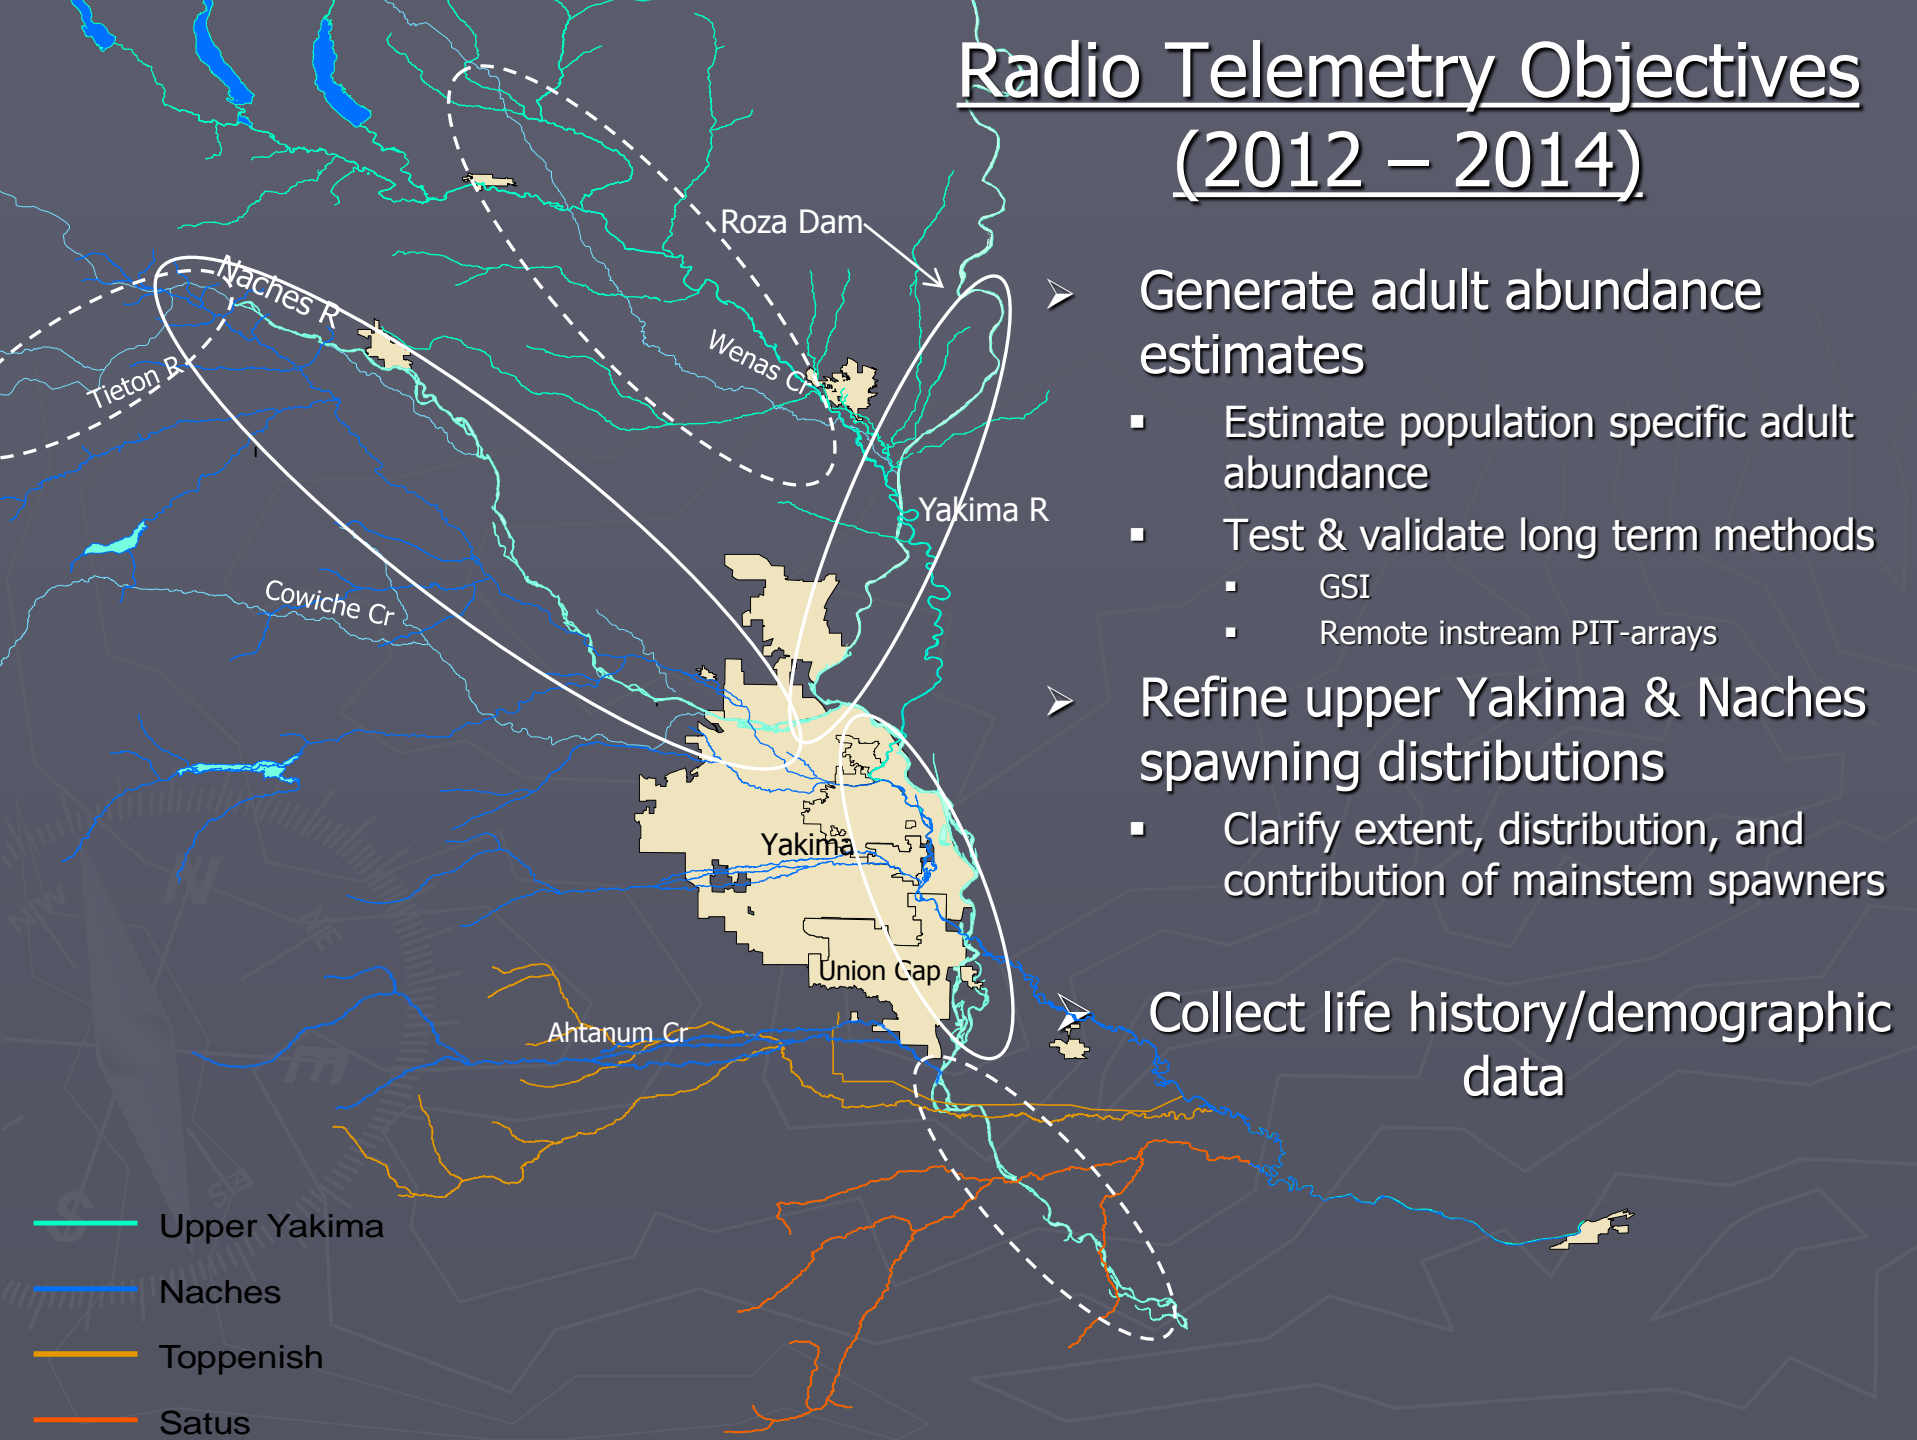 Radio Telemetry Objectives
(2012 – 2014)
Roza Dam
Naches R
Tieton R
Wenas Cr
Yakima R
Cowiche Cr
Yakima
Union Gap
Ahtanum Cr
➢ Generate adult abundance
estimates
▪ Estimate population specific adult
abundance
▪ Test & validate long term methods
▪ GSI
▪ Remote instream PIT-arrays
➢ Refine upper Yakima & Naches
spawning distributions
▪ Clarify extent, distribution, and
contribution of mainstem spawners
➢ Collect life history/demographic
data
Upper Yakima
Naches
Toppenish
Satus
N
NE
NW
S
SE